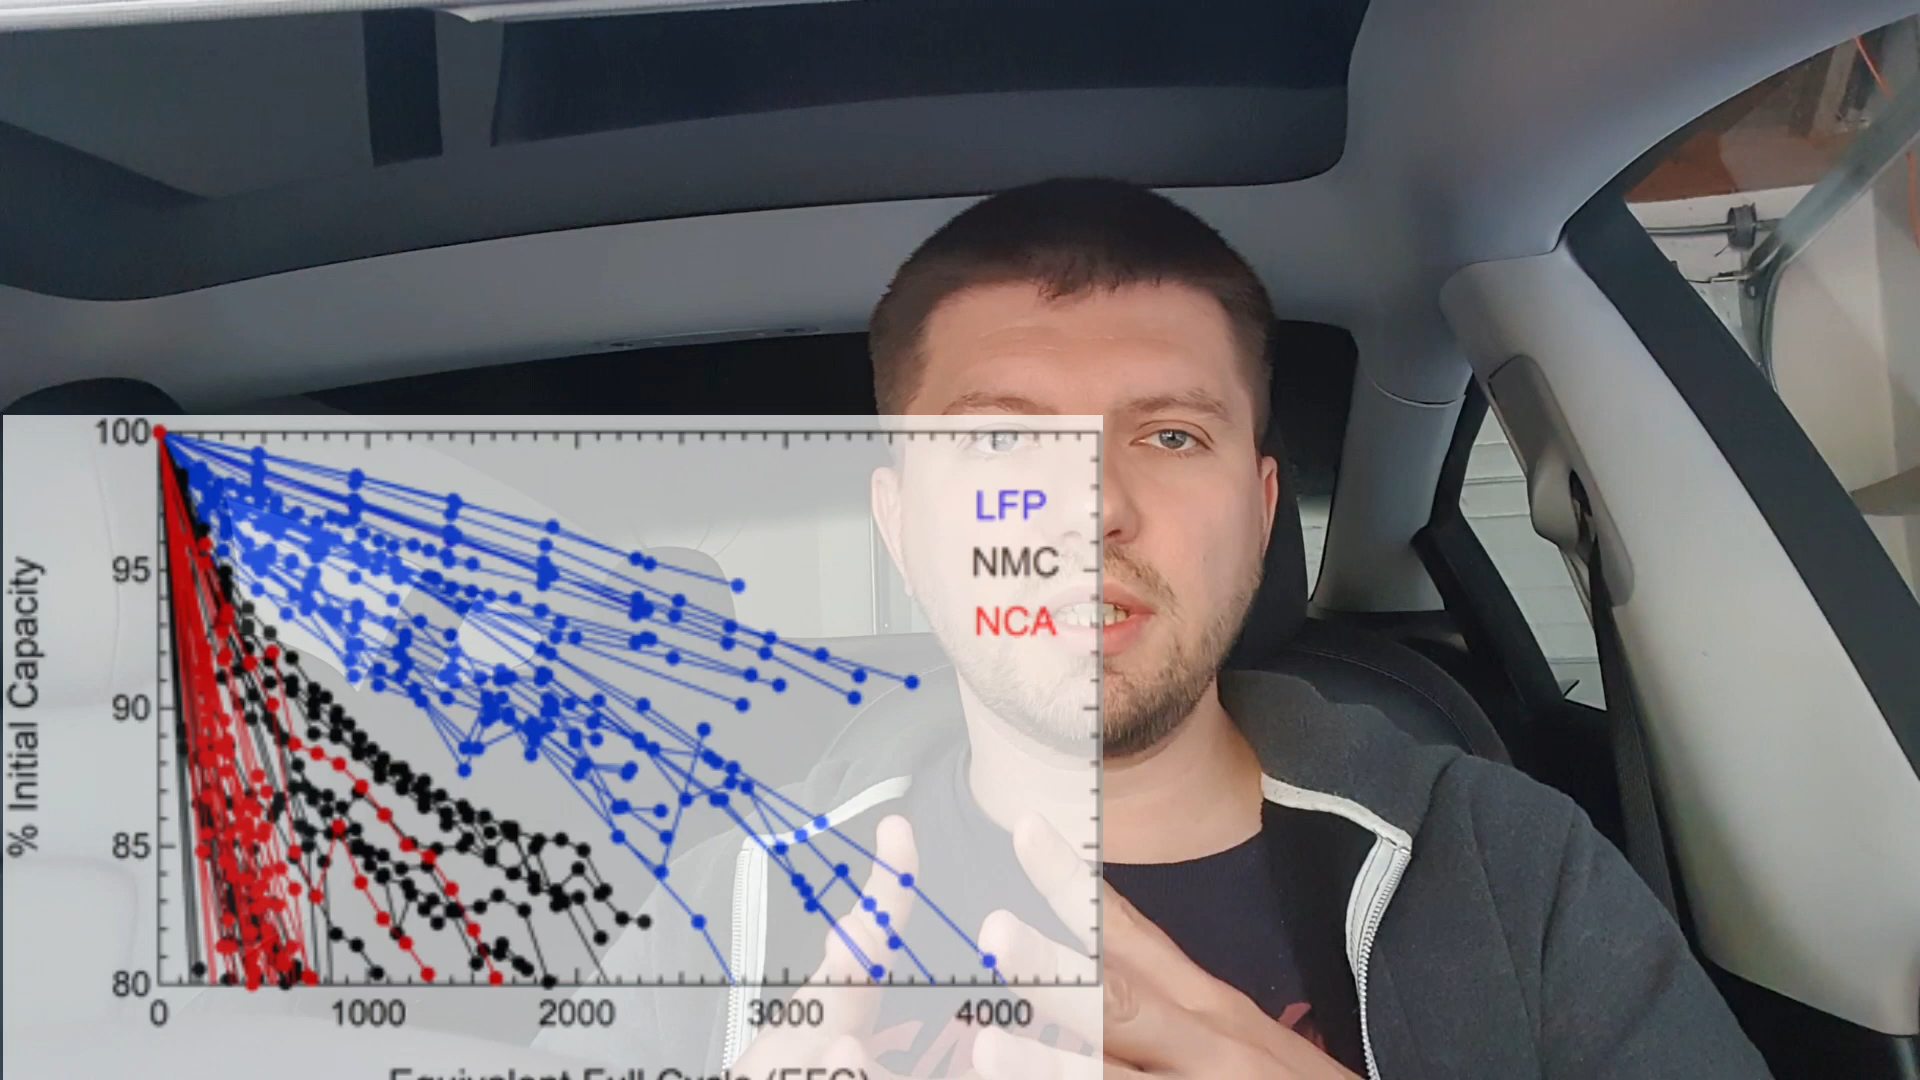 100
95
90
85
80
% Initial Capacity
LFP
NMC
NCA
0 1000 2000 3000 4000
Equivalent Full Cycle (EFC)